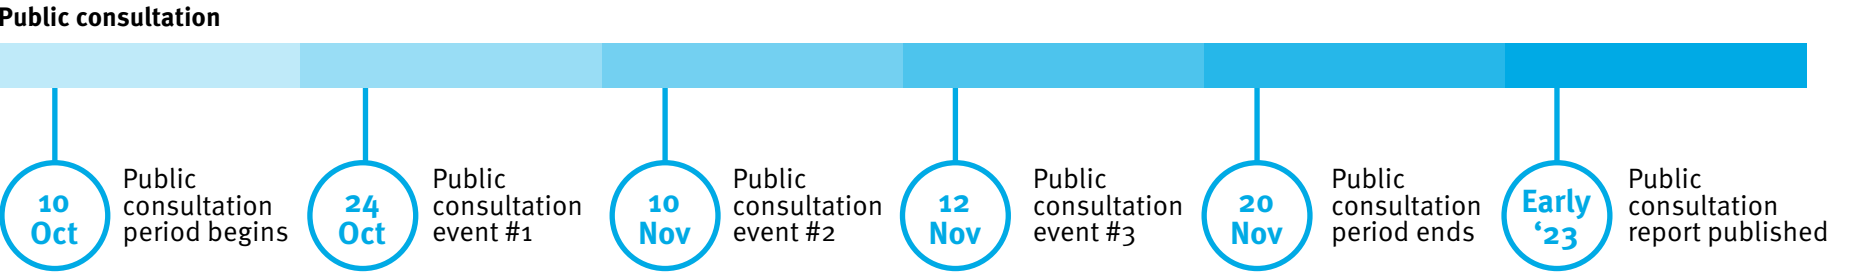 Public consultation
10
Oct
Public
consultation
period begins
24
Oct
Public
consultation
event #1
10
Nov
Public
consultation
event #2
12
Nov
Public
consultation
event #3
20
Nov
Public
consultation
period ends
Early
‘23
Public
consultation
report published